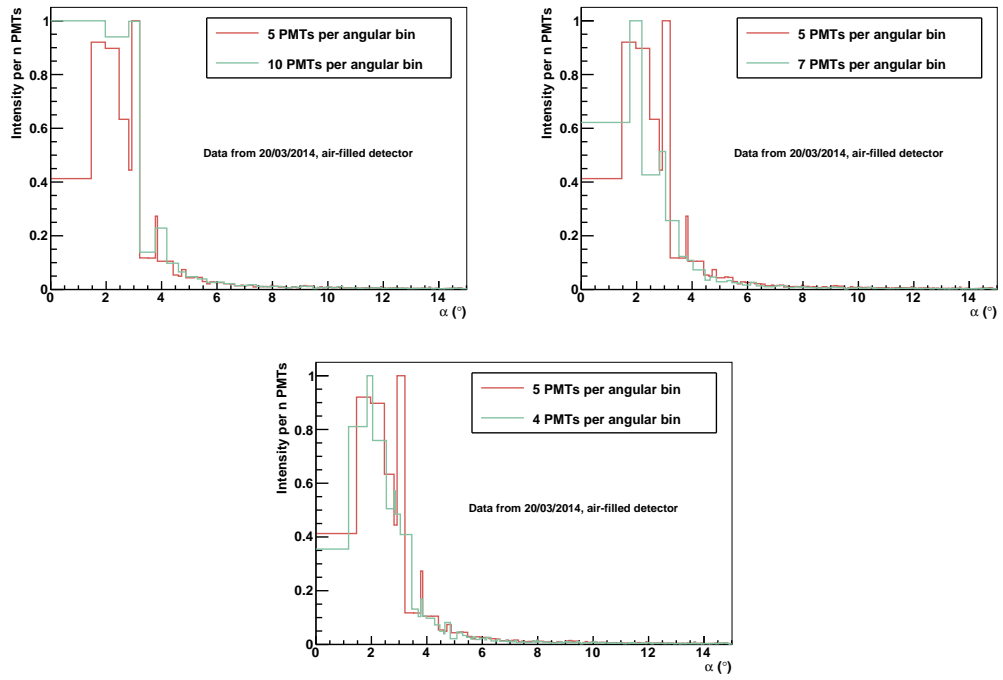 Intensity per n PMTs
1
0.8
0.6
0.4
0.2
0
0 2 4 6 8 10 12 14
α (°)
5 PMTs per angular bin
10 PMTs per angular bin
Data from 20/03/2014, air-filled detector
Intensity per n PMTs
1
0.8
0.6
0.4
0.2
0
0 2 4 6 8 10 12 14
α (°)
5 PMTs per angular bin
7 PMTs per angular bin
Data from 20/03/2014, air-filled detector
Intensity per n PMTs
1
0.8
0.6
0.4
0.2
0
0 2 4 6 8 10 12 14
α (°)
5 PMTs per angular bin
4 PMTs per angular bin
Data from 20/03/2014, air-filled detector